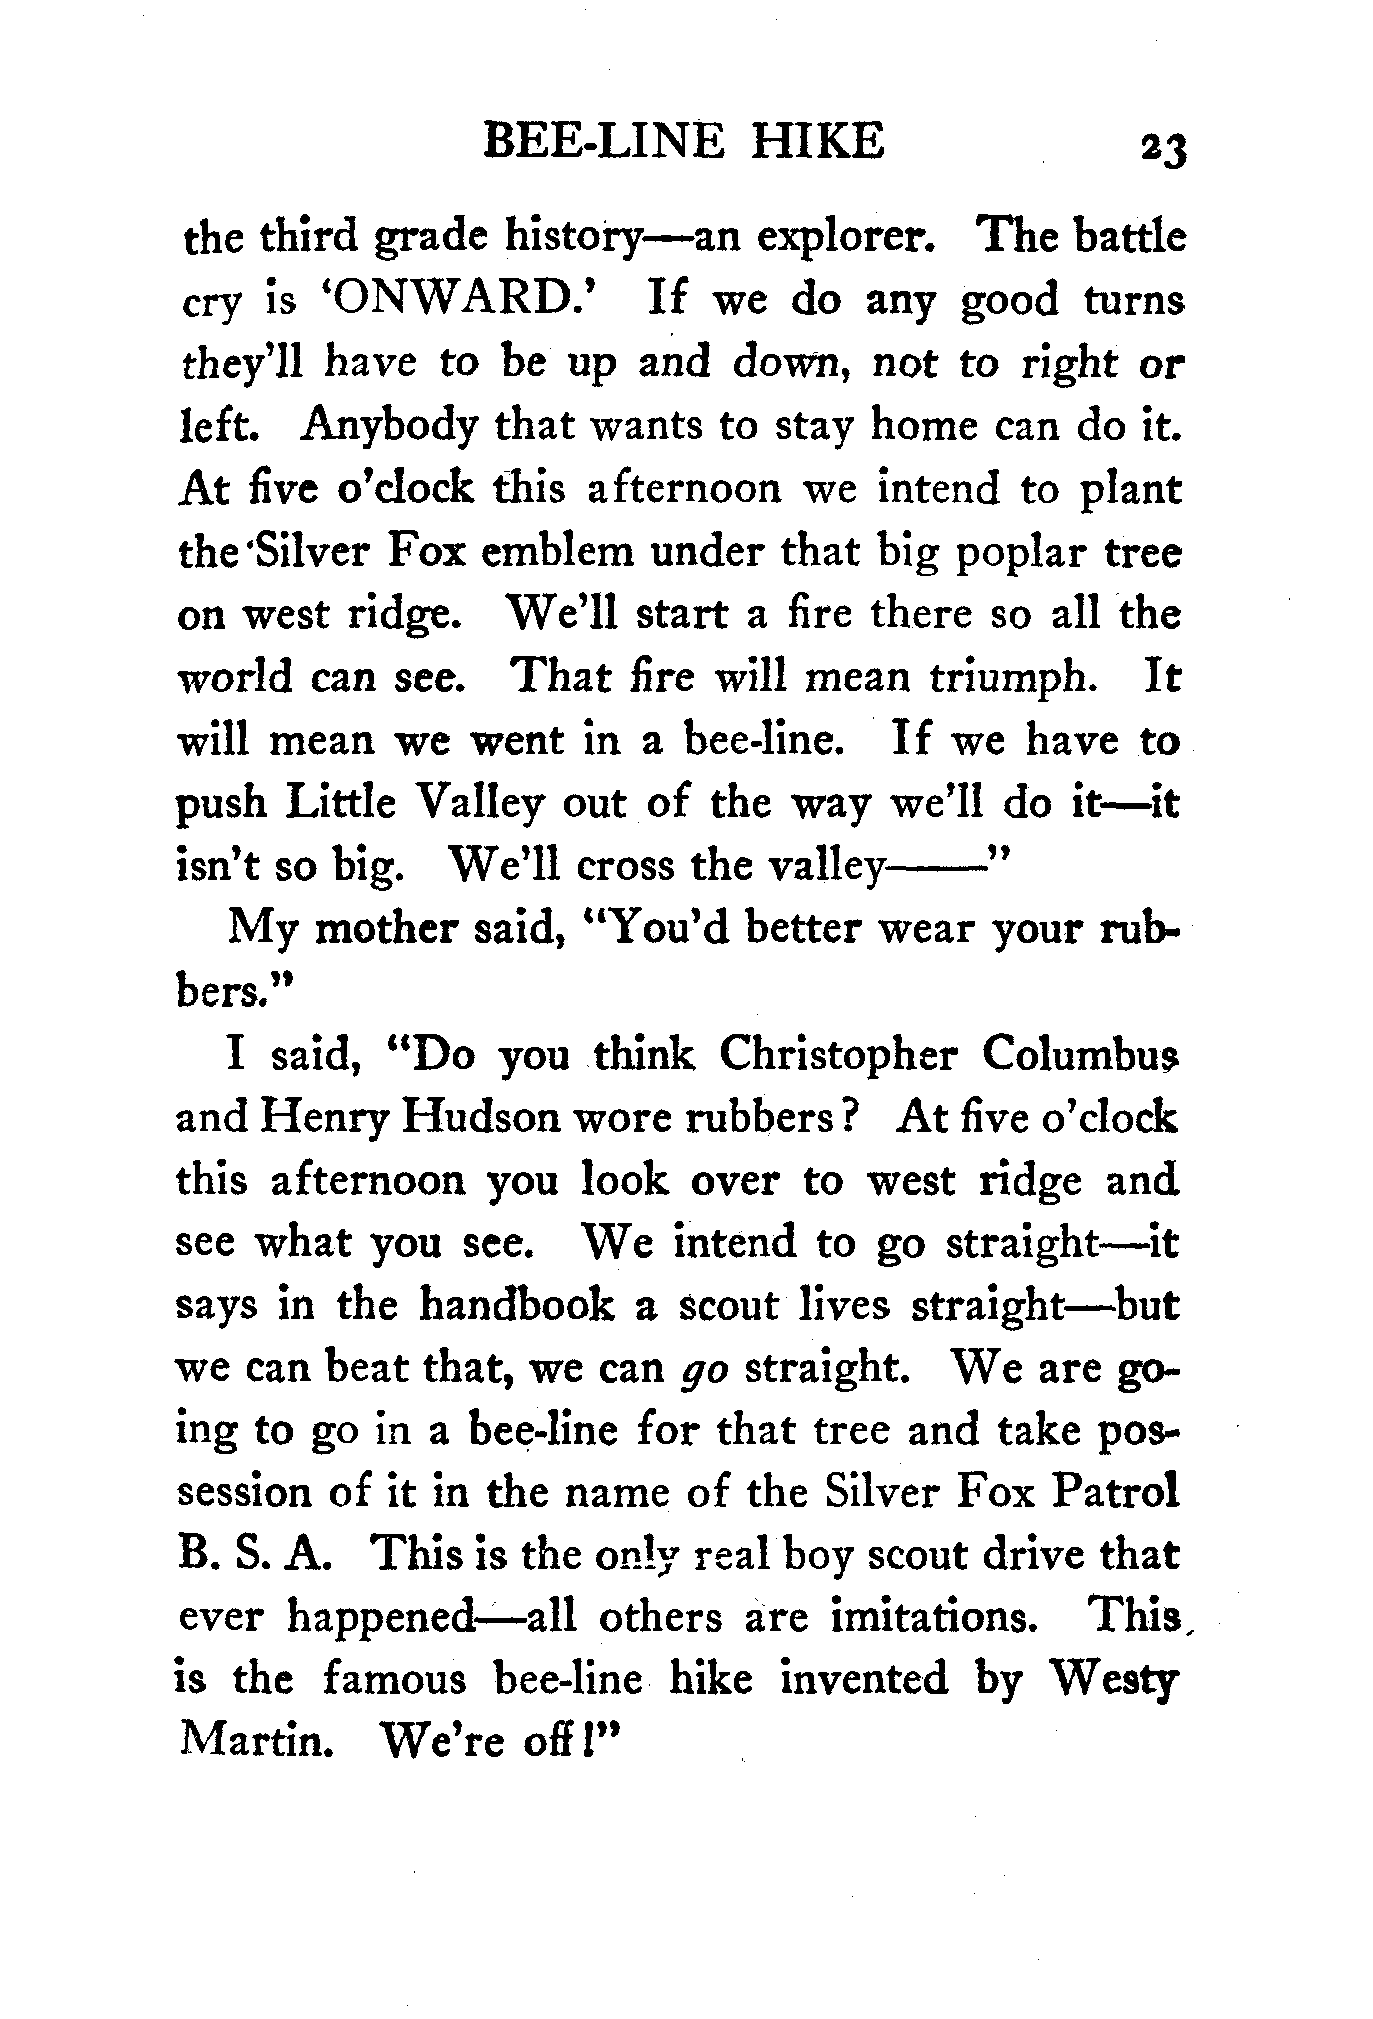 BEE-LINE HIKE 23
the third grade history—an explorer. The battle
cry is 'ONWARD.' If we do any good turns
they'll have to be up and down, not to right or
left. Anybody that wants to stay home can do it.
At five o'clock this afternoon we intend to plant
the Silver Fox emblem under that big poplar tree
on west ridge. We'll start a fire there so all the
world can see. That fire will mean triumph. It
will mean we went in a bee-line. If we have to
push Little Valley out of the way we'll do it—it
isn't so big. We'll cross the valley——"
My mother said, "You'd better wear your rub-
bers."
I said, "Do you think Christopher Columbus
and Henry Hudson wore rubbers? At five o'clock
this afternoon you look over to west ridge and
see what you see. We intend to go straight—it
says in the handbook a scout lives straight—but
we can beat that, we can go straight. We are go-
ing to go in a bee-line for that tree and take pos-
session of it in the name of the Silver Fox Patrol
B. S. A. This is the only real boy scout drive that
ever happened—all others are imitations. This
is the famous bee-line hike invented by Westy
Martin. We're off!"